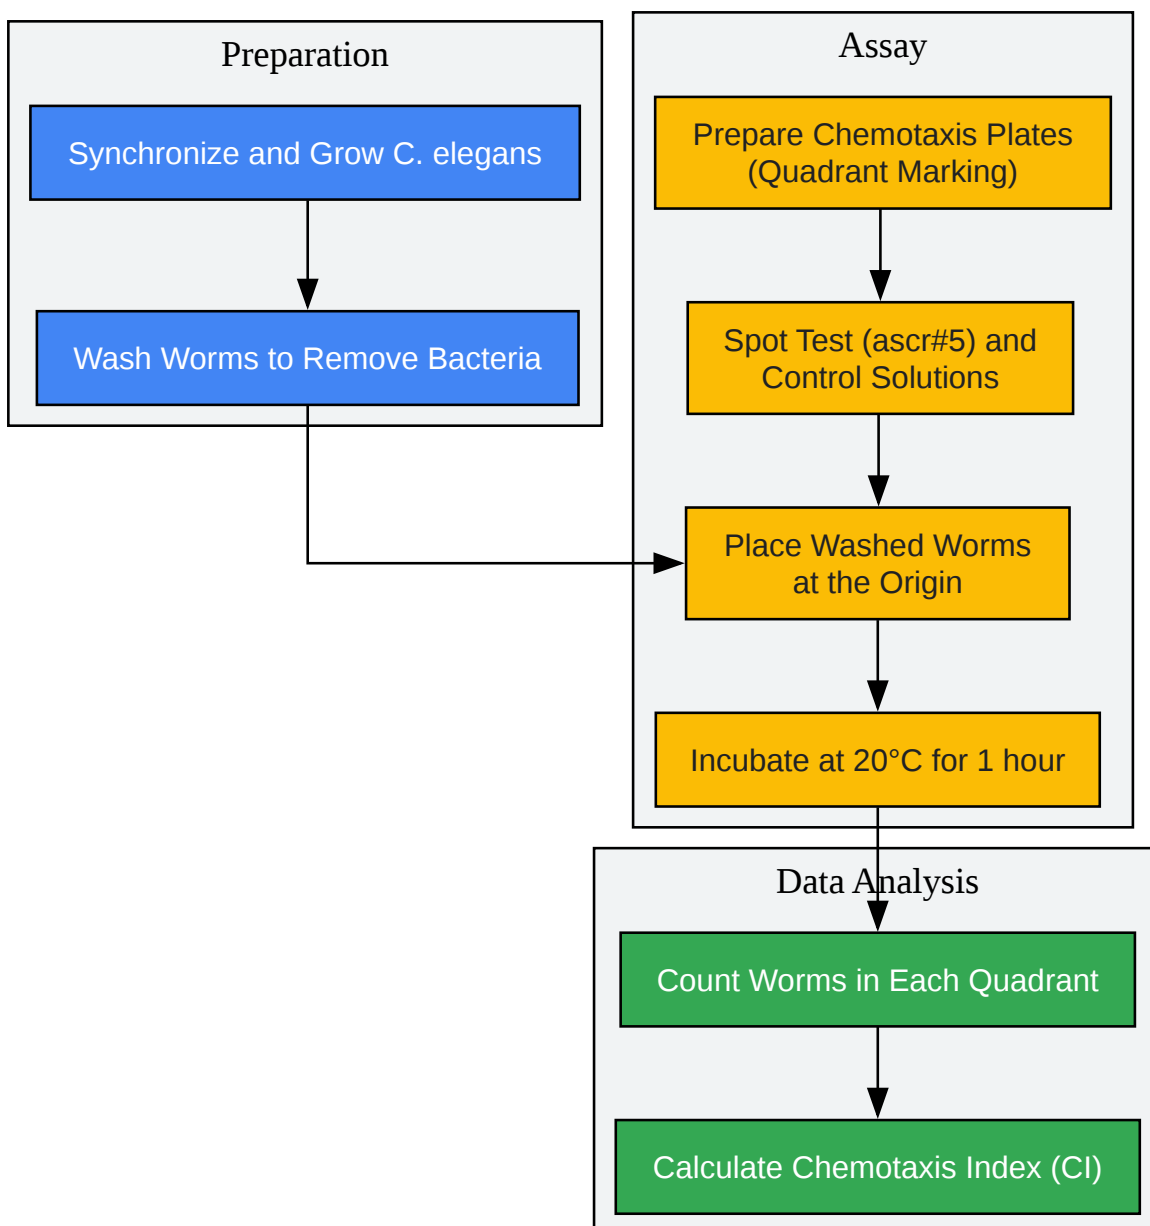 Preparation
Synchronize and Grow C. elegans
Wash Worms to Remove Bacteria
Assay
Prepare Chemotaxis Plates
(Quadrant Marking)
Spot Test (ascr#5) and
Control Solutions
Place Washed Worms
at the Origin
Incubate at 20°C for 1 hour
Data Analysis
Count Worms in Each Quadrant
Calculate Chemotaxis Index (CI)